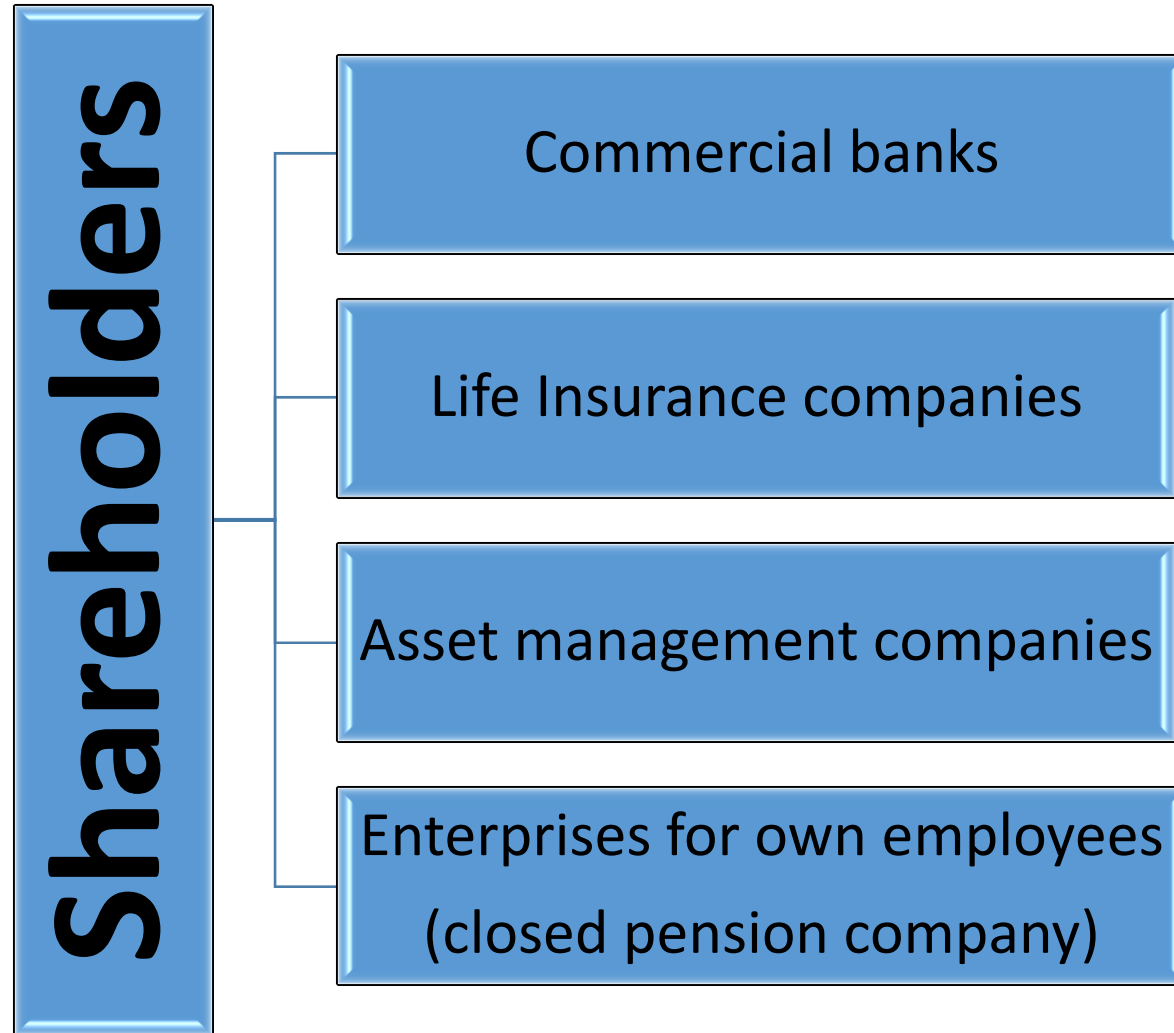 Shareholders
Commercial banks
Life Insurance companies
Asset management companies
Enterprises for own employees
(closed pension company)